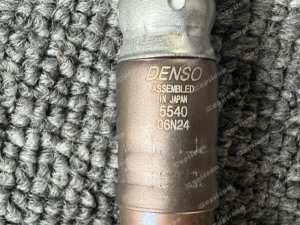 DENSO
ASSEMBLED
IN JAPAN
5540
06N24